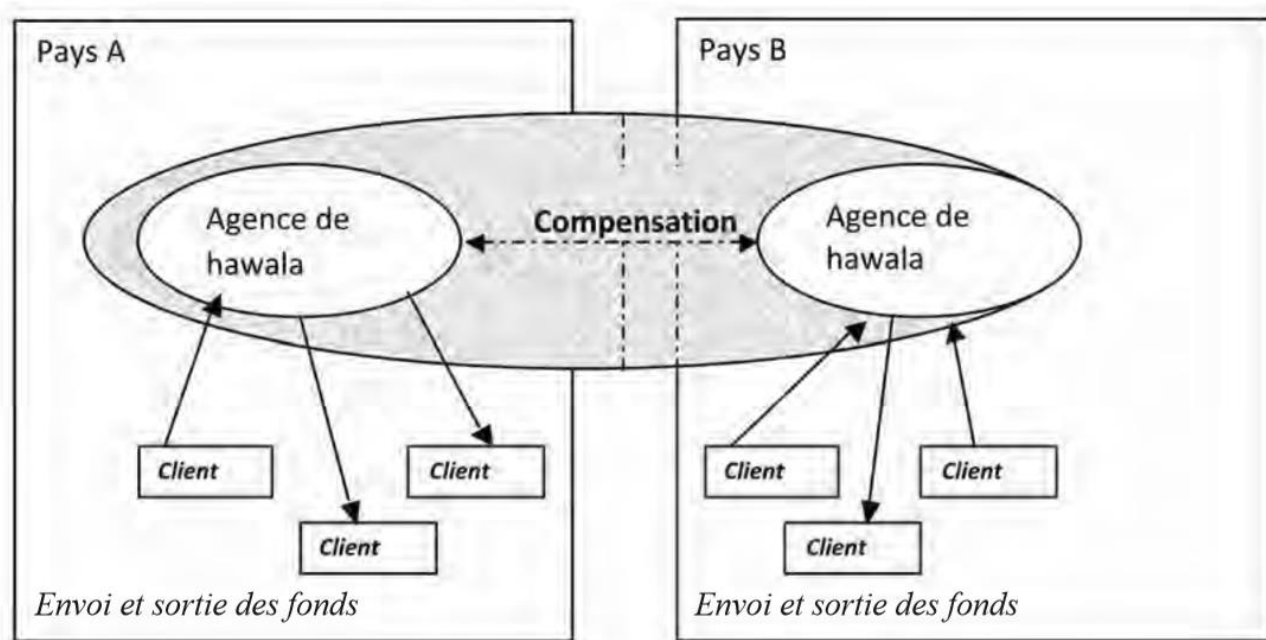 Pays A
Pays B
Agence de
hawala
Compensation
Agence de
hawala
Client
Client
Client
Client
Client
Client
Envoi et sortie des fonds
Envoi et sortie des fonds